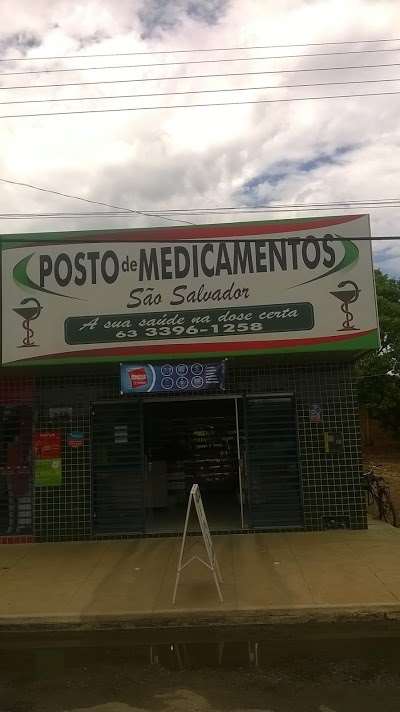 POSTO de MEDICAMENTOS
São Salvador
A sua saúde na dose certa
63 3396-1258